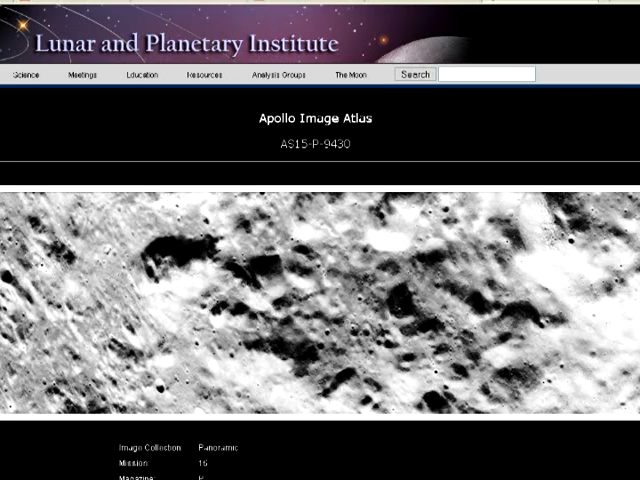 Lunar and Planetary Institute
Science Meetings Education Resources Analysis Groups The Moon Search
Apollo Image Atlas
AS15-P-9430
Image Collection: Panoramic
Mission: 15
Magazine: P